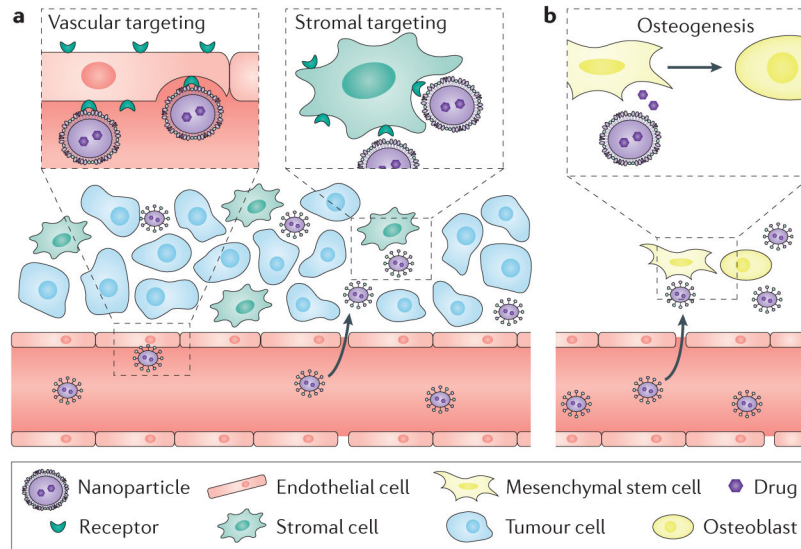 a
Vascular targeting
Stromal targeting
b
Osteogenesis
Nanoparticle
Endothelial cell
Mesenchymal stem cell
Drug
Receptor
Stromal cell
Tumour cell
Osteoblast